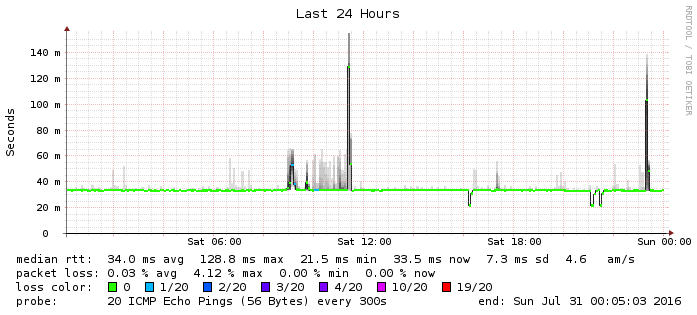 Last 24 Hours
RRDTOOL / TOBI OETIKER
Seconds
140 m
120 m
100 m
80 m
60 m
40 m
20 m
0
Sat 06:00 Sat 12:00 Sat 18:00 Sun 00:00
median rtt: 34.0 ms avg 128.8 ms max 21.5 ms min 33.5 ms now 7.3 ms sd 4.6 am/s
packet loss: 0.03 % avg 4.12 % max 0.00 % min 0.00 % now
loss color: 0 1/20 2/20 3/20 4/20 10/20 19/20
probe: 20 ICMP Echo Pings (56 Bytes) every 300s end: Sun Jul 31 00:05:03 2016